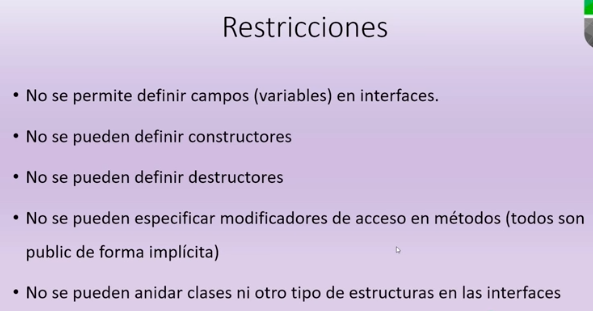 Restricciones
• No se permite definir campos (variables) en interfaces.
• No se pueden definir constructores
• No se pueden definir destructores
• No se pueden especificar modificadores de acceso en métodos (todos son
public de forma implícita)
• No se pueden anidar clases ni otro tipo de estructuras en las interfaces